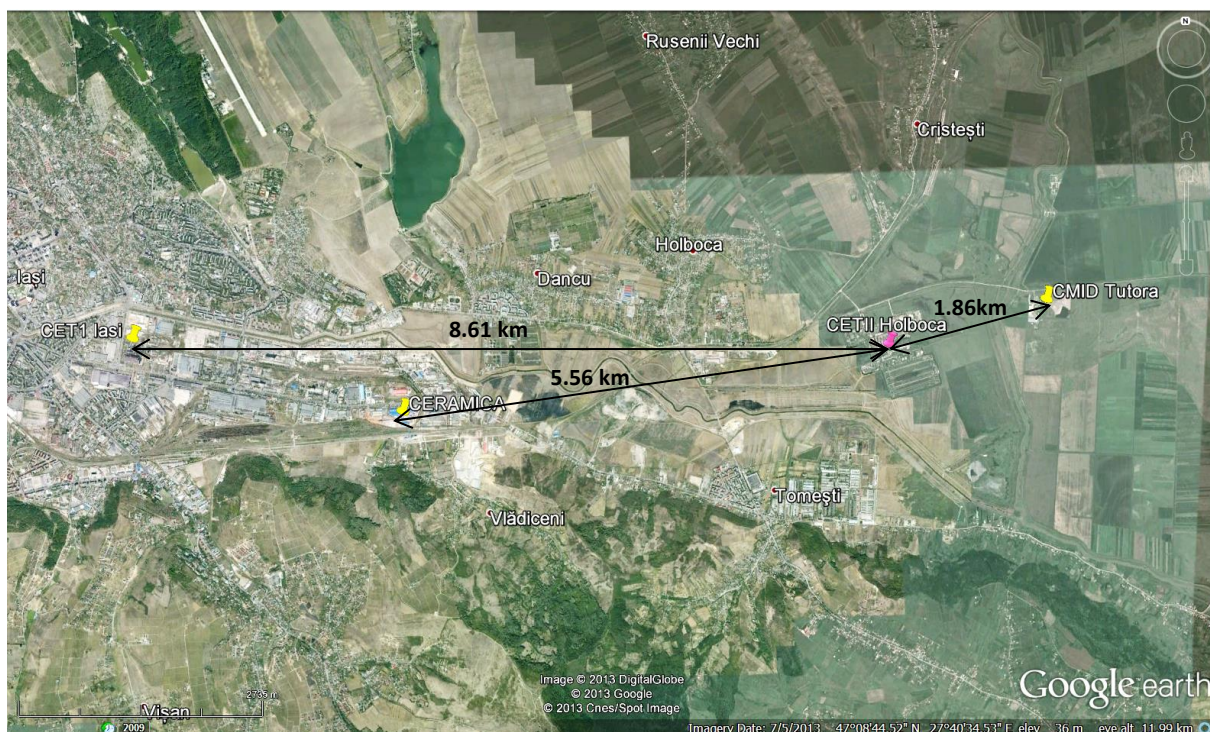 N
Rusenii Vechi
Cristești
Holboca
Iași
Dancu
CMID Tutora
1.86km
CET1 Iasi
8.61 km
CETII Holboca
5.56 km
CERAMICA
Tomești
Vlădiceni
Image © 2013 DigitalGlobe
© 2013 Google
© 2013 Cnes/Spot Image
Google earth
2735 m
Vișan
2009
Imagery Date: 7/5/2013 47°08'44.52" N 27°40'34.53" E elev 36 m eye alt 11.99 km